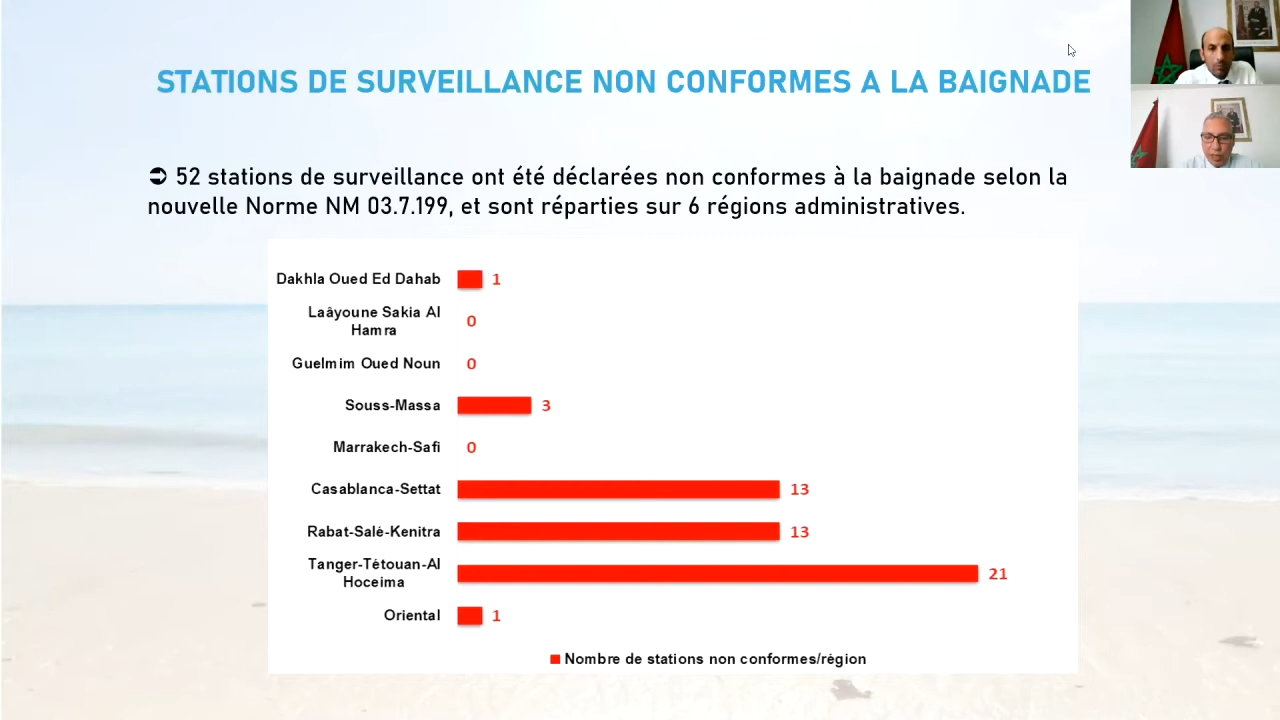 STATIONS DE SURVEILLANCE NON CONFORMES A LA BAIGNADE
➲ 52 stations de surveillance ont été déclarées non conformes à la baignade selon la
nouvelle Norme NM 03.7.199, et sont réparties sur 6 régions administratives.
Dakhla Oued Ed Dahab 1
Laâyoune Sakia Al
Hamra 0
Guelmim Oued Noun 0
Souss-Massa 3
Marrakech-Safi 0
Casablanca-Settat 13
Rabat-Salé-Kenitra 13
Tanger-Tétouan-Al
Hoceima 21
Oriental 1
Nombre de stations non conformes/région